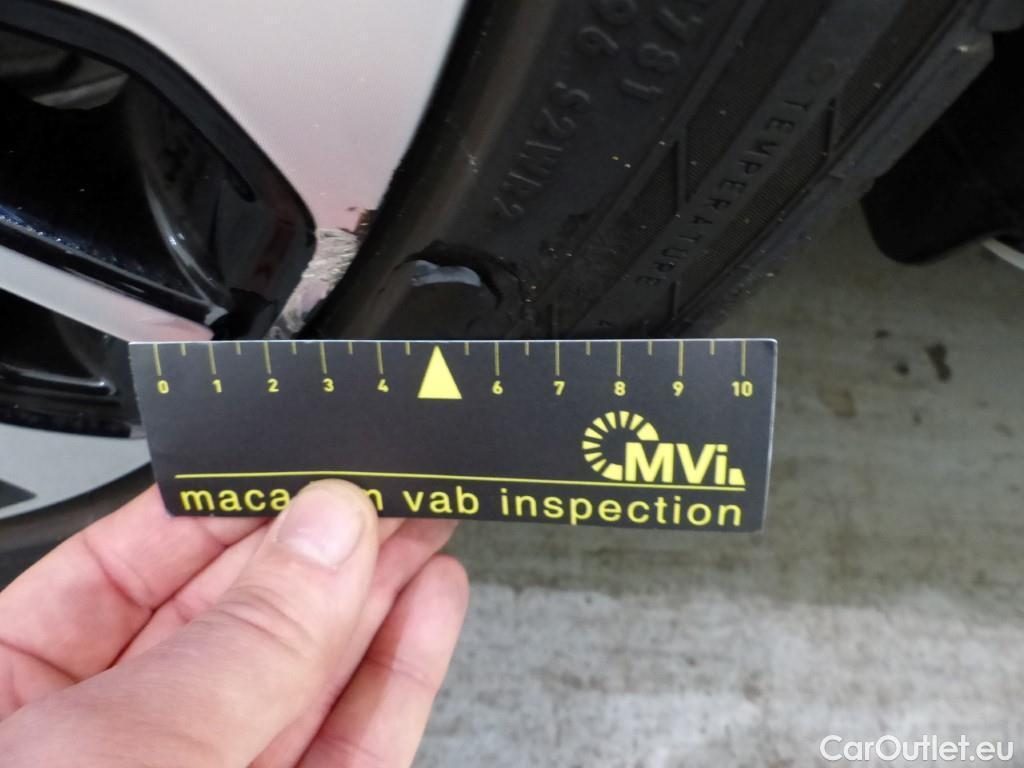 TEMPERATURE
0 1 2 3 4 6 7 8 9 10
MVi
vab inspection
CarOutlet.eu